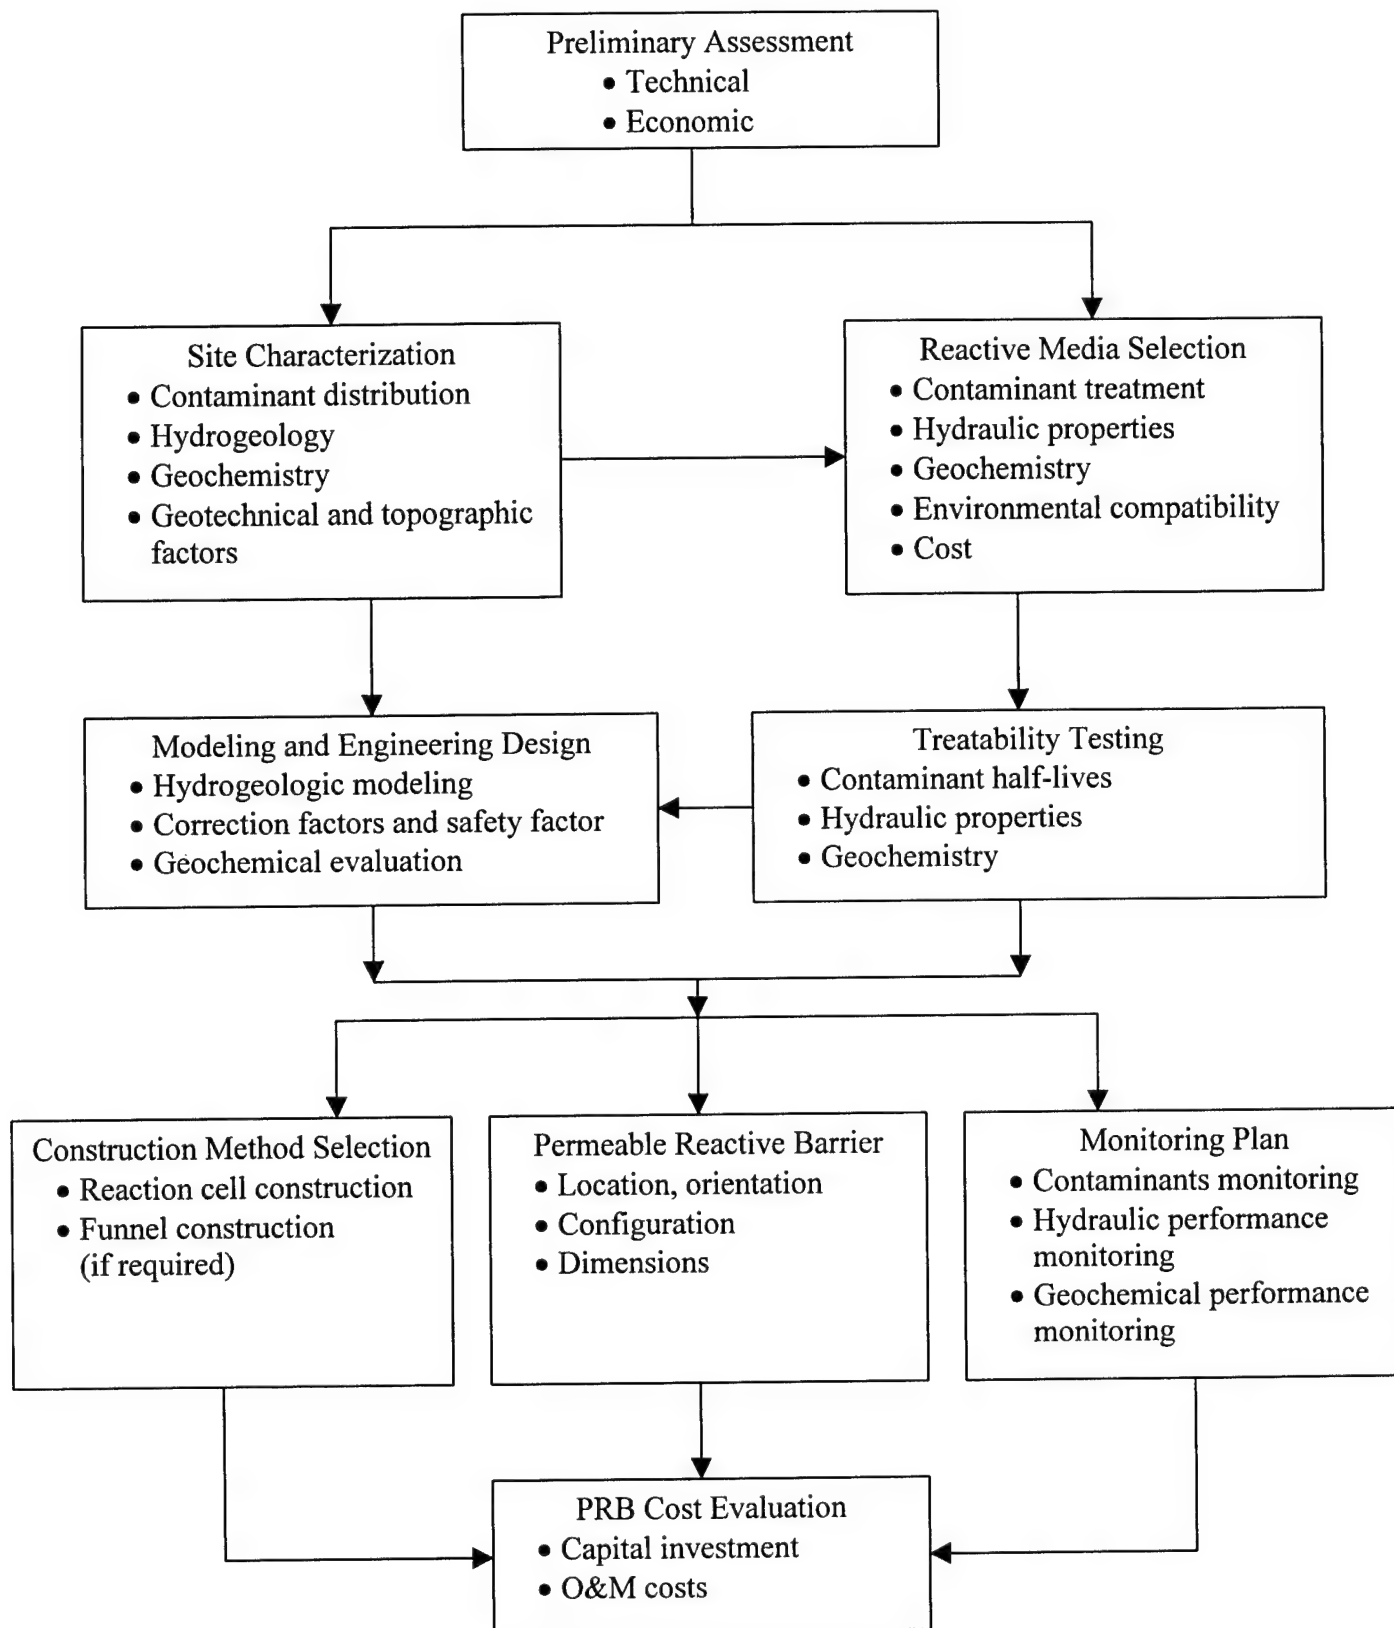 Preliminary Assessment
• Technical
• Economic
Site Characterization
• Contaminant distribution
• Hydrogeology
• Geochemistry
• Geotechnical and topographic
factors
Reactive Media Selection
• Contaminant treatment
• Hydraulic properties
• Geochemistry
• Environmental compatibility
• Cost
Modeling and Engineering Design
• Hydrogeologic modeling
• Correction factors and safety factor
• Geochemical evaluation
Treatability Testing
• Contaminant half-lives
• Hydraulic properties
• Geochemistry
Construction Method Selection
• Reaction cell construction
• Funnel construction
(if required)
Permeable Reactive Barrier
• Location, orientation
• Configuration
• Dimensions
Monitoring Plan
• Contaminants monitoring
• Hydraulic performance
monitoring
• Geochemical performance
monitoring
PRB Cost Evaluation
• Capital investment
• O&M costs